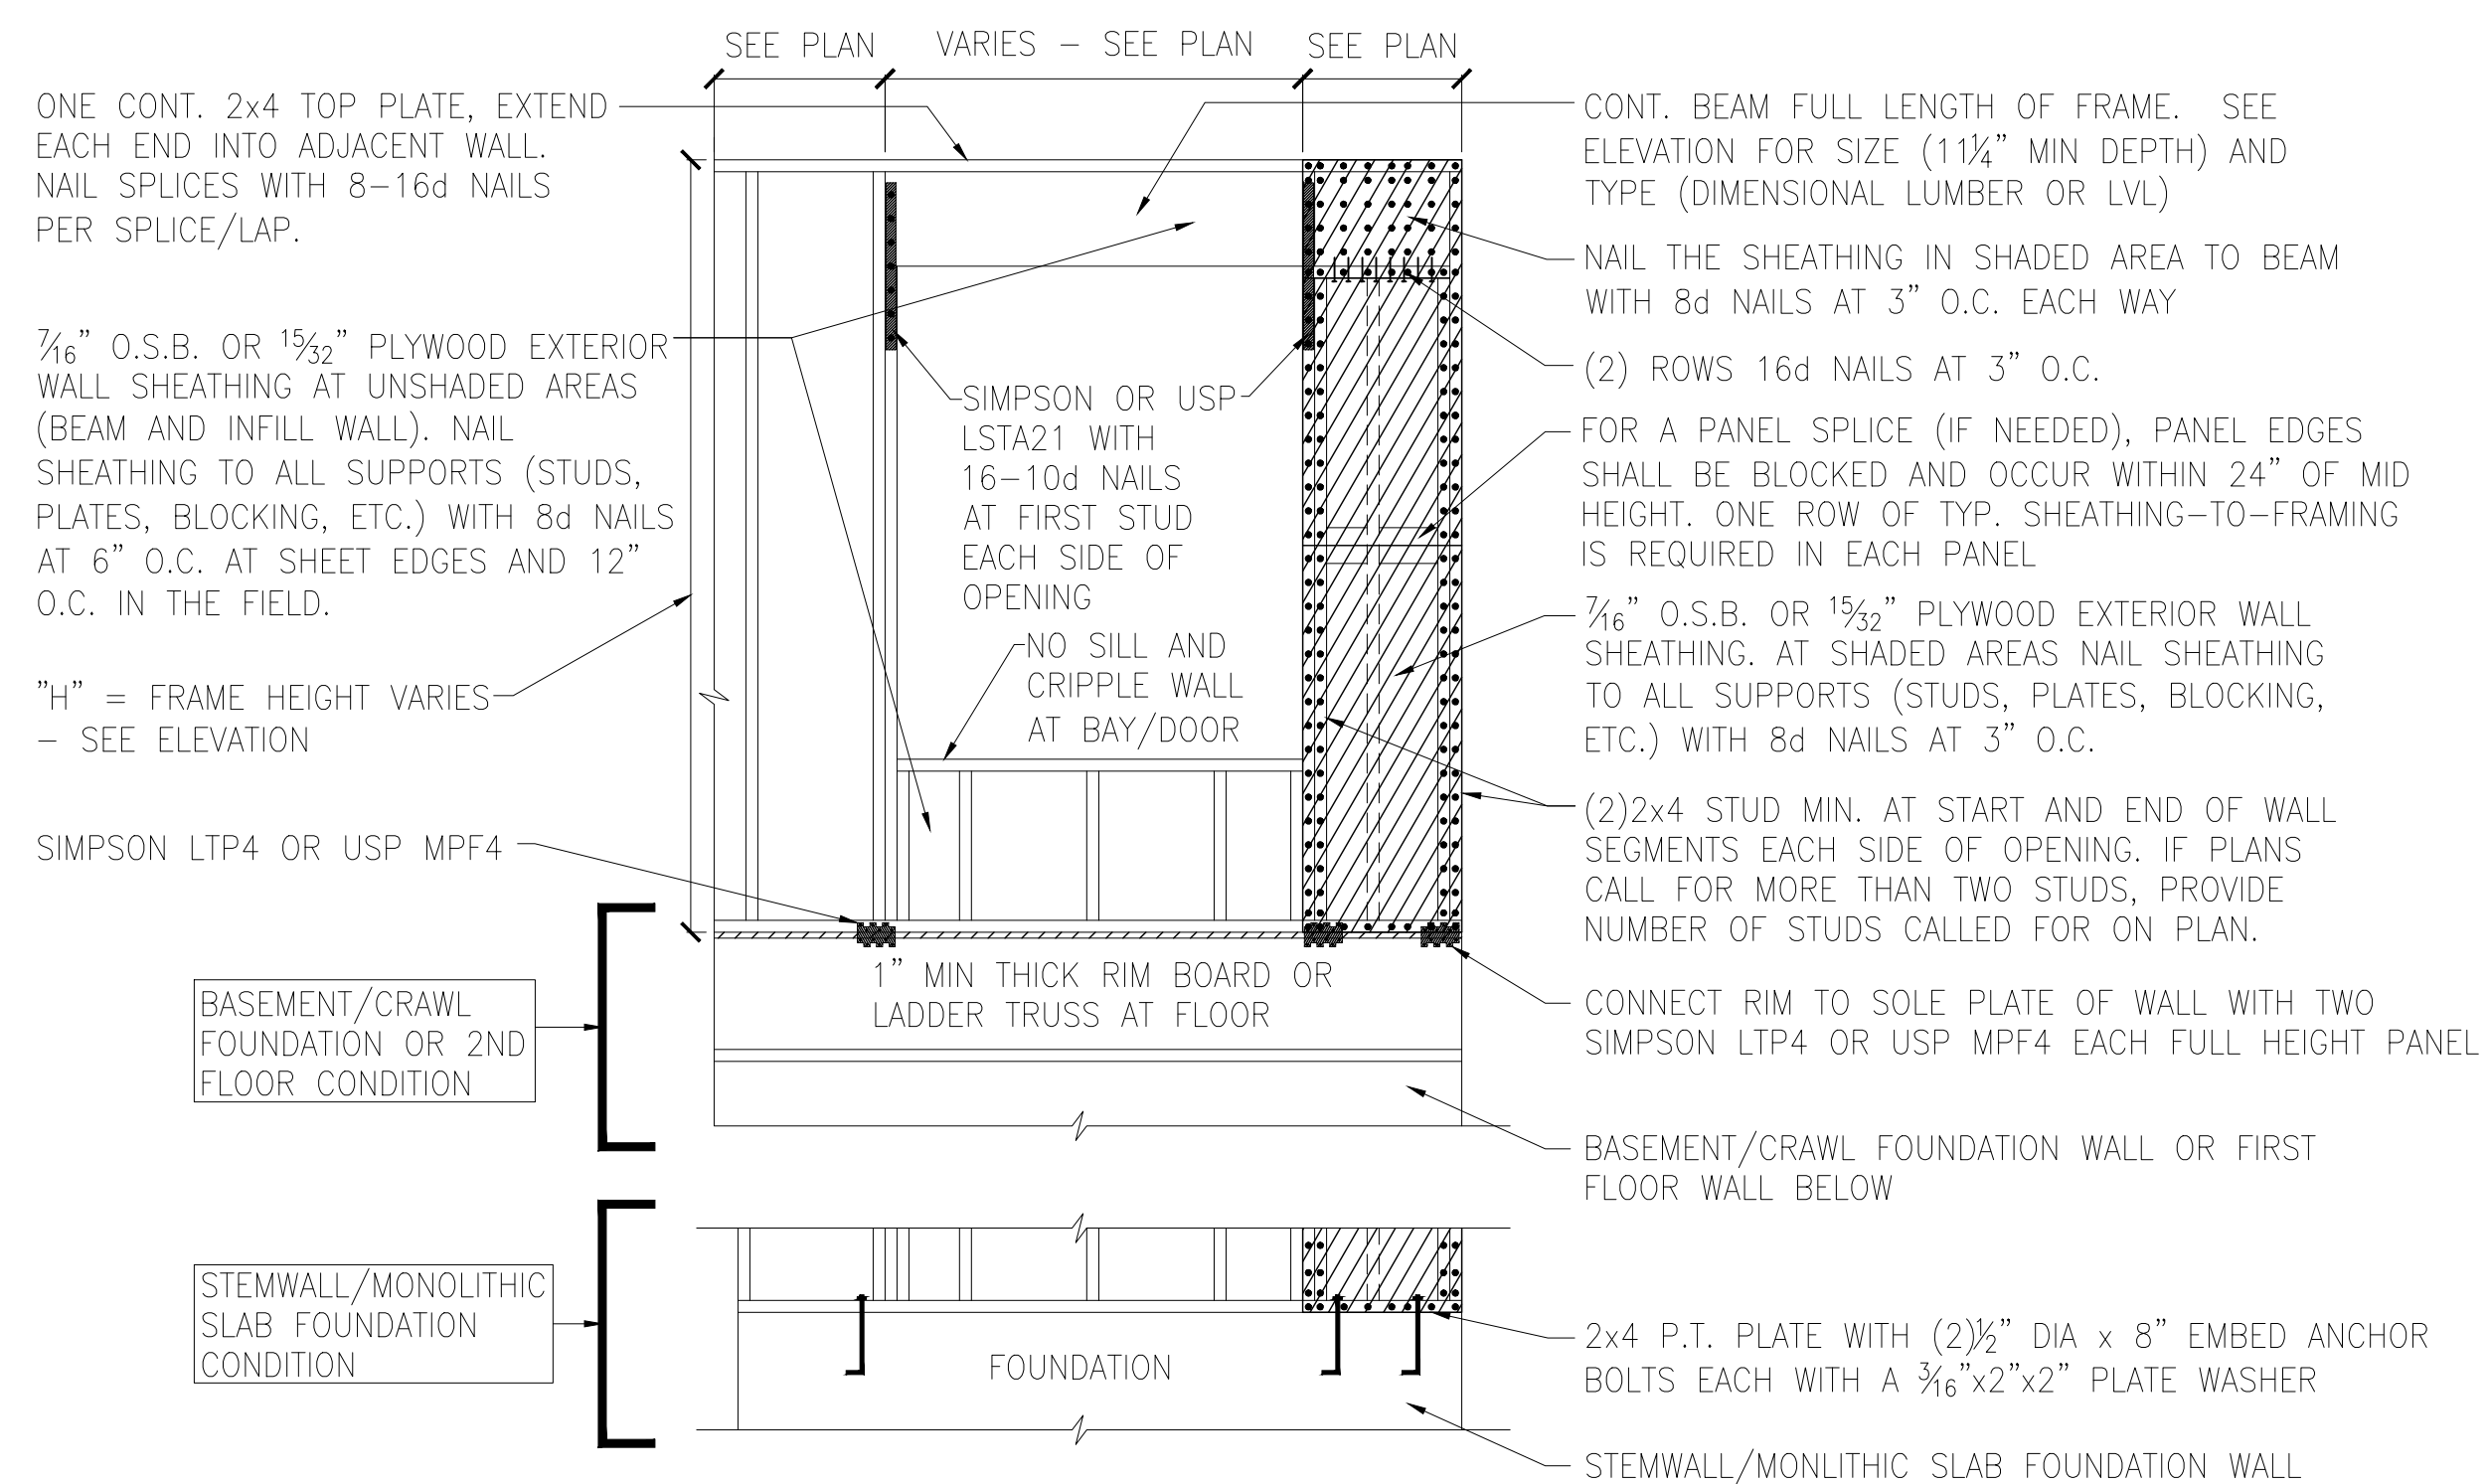 SEE PLAN
VARIES – SEE PLAN
SEE PLAN
ONE CONT. 2x4 TOP PLATE, EXTEND
EACH END INTO ADJACENT WALL.
NAIL SPLICES WITH 8–16d NAILS
PER SPLICE/LAP.
7⁄16" O.S.B. OR 15⁄32" PLYWOOD EXTERIOR
WALL SHEATHING AT UNSHADED AREAS
(BEAM AND INFILL WALL). NAIL
SHEATHING TO ALL SUPPORTS (STUDS,
PLATES, BLOCKING, ETC.) WITH 8d NAILS
AT 6" O.C. AT SHEET EDGES AND 12"
O.C. IN THE FIELD.
"H" = FRAME HEIGHT VARIES
– SEE ELEVATION
SIMPSON LTP4 OR USP MPF4
BASEMENT/CRAWL
FOUNDATION OR 2ND
FLOOR CONDITION
STEMWALL/MONOLITHIC
SLAB FOUNDATION
CONDITION
SIMPSON OR USP
LSTA21 WITH
16–10d NAILS
AT FIRST STUD
EACH SIDE OF
OPENING
NO SILL AND
CRIPPLE WALL
AT BAY/DOOR
1" MIN THICK RIM BOARD OR
LADDER TRUSS AT FLOOR
FOUNDATION
CONT. BEAM FULL LENGTH OF FRAME. SEE
ELEVATION FOR SIZE (11¼" MIN DEPTH) AND
TYPE (DIMENSIONAL LUMBER OR LVL)
NAIL THE SHEATHING IN SHADED AREA TO BEAM
WITH 8d NAILS AT 3" O.C. EACH WAY
(2) ROWS 16d NAILS AT 3" O.C.
FOR A PANEL SPLICE (IF NEEDED), PANEL EDGES
SHALL BE BLOCKED AND OCCUR WITHIN 24" OF MID
HEIGHT. ONE ROW OF TYP. SHEATHING–TO–FRAMING
IS REQUIRED IN EACH PANEL
7⁄16" O.S.B. OR 15⁄32" PLYWOOD EXTERIOR WALL
SHEATHING. AT SHADED AREAS NAIL SHEATHING
TO ALL SUPPORTS (STUDS, PLATES, BLOCKING,
ETC.) WITH 8d NAILS AT 3" O.C.
(2)2x4 STUD MIN. AT START AND END OF WALL
SEGMENTS EACH SIDE OF OPENING. IF PLANS
CALL FOR MORE THAN TWO STUDS, PROVIDE
NUMBER OF STUDS CALLED FOR ON PLAN.
CONNECT RIM TO SOLE PLATE OF WALL WITH TWO
SIMPSON LTP4 OR USP MPF4 EACH FULL HEIGHT PANEL
BASEMENT/CRAWL FOUNDATION WALL OR FIRST
FLOOR WALL BELOW
2x4 P.T. PLATE WITH (2)½" DIA x 8" EMBED ANCHOR
BOLTS EACH WITH A 3⁄16"x2"x2" PLATE WASHER
STEMWALL/MONLITHIC SLAB FOUNDATION WALL